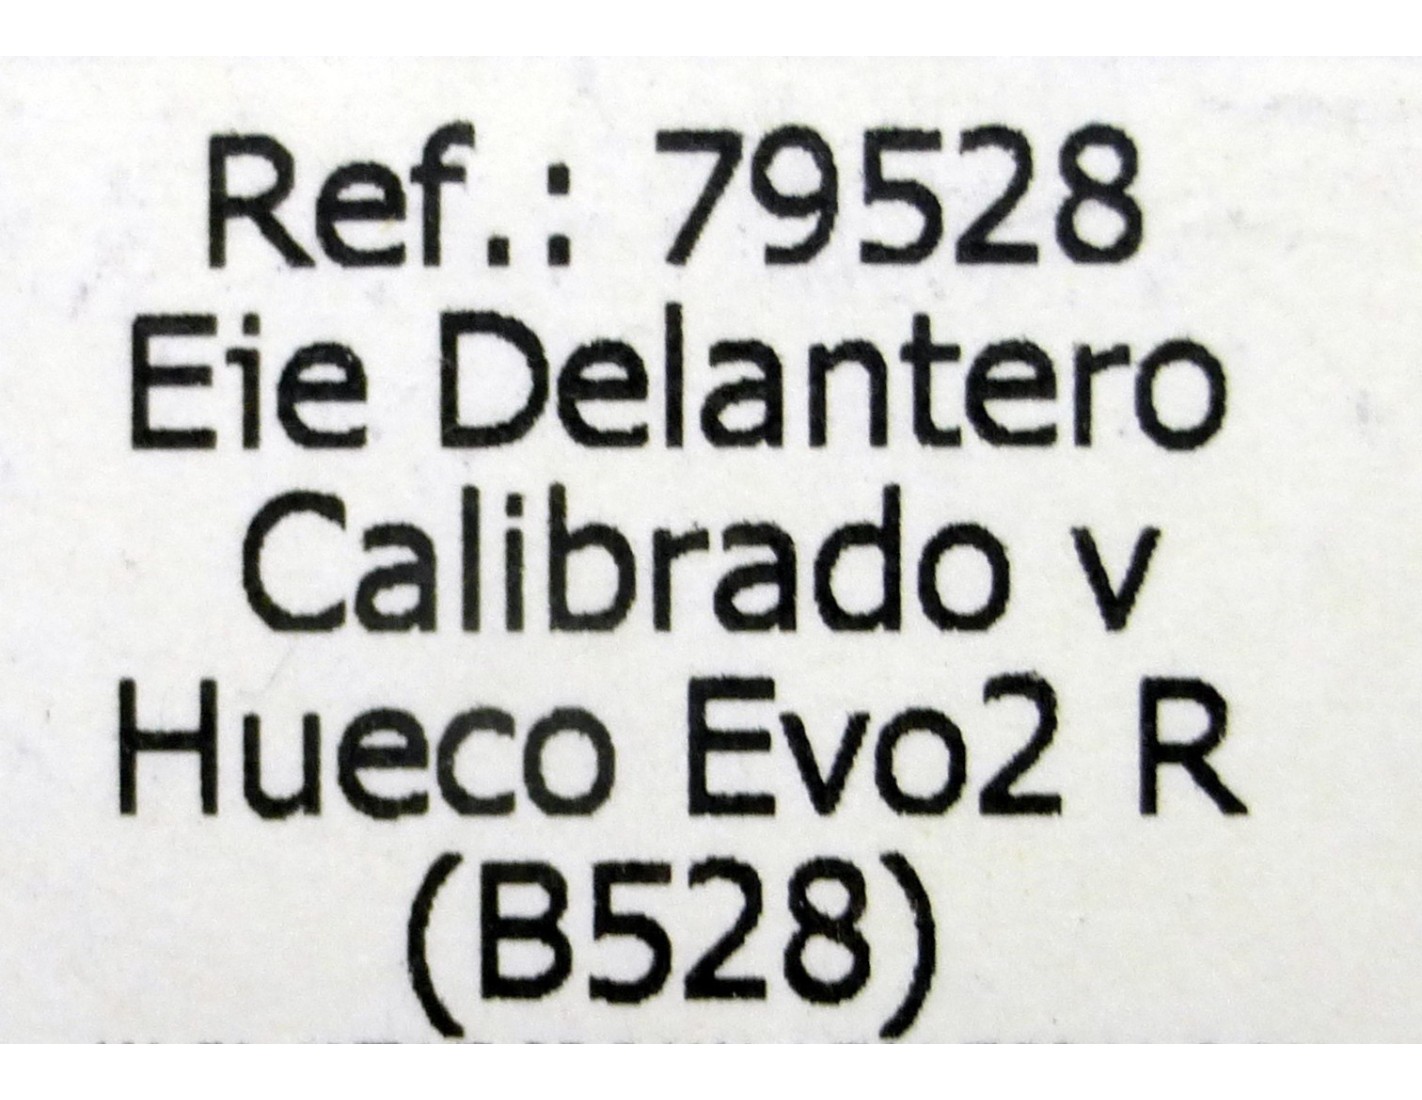 Ref.: 79528
Eie Delantero
Calibrado v
Hueco Evo2 R
(B528)